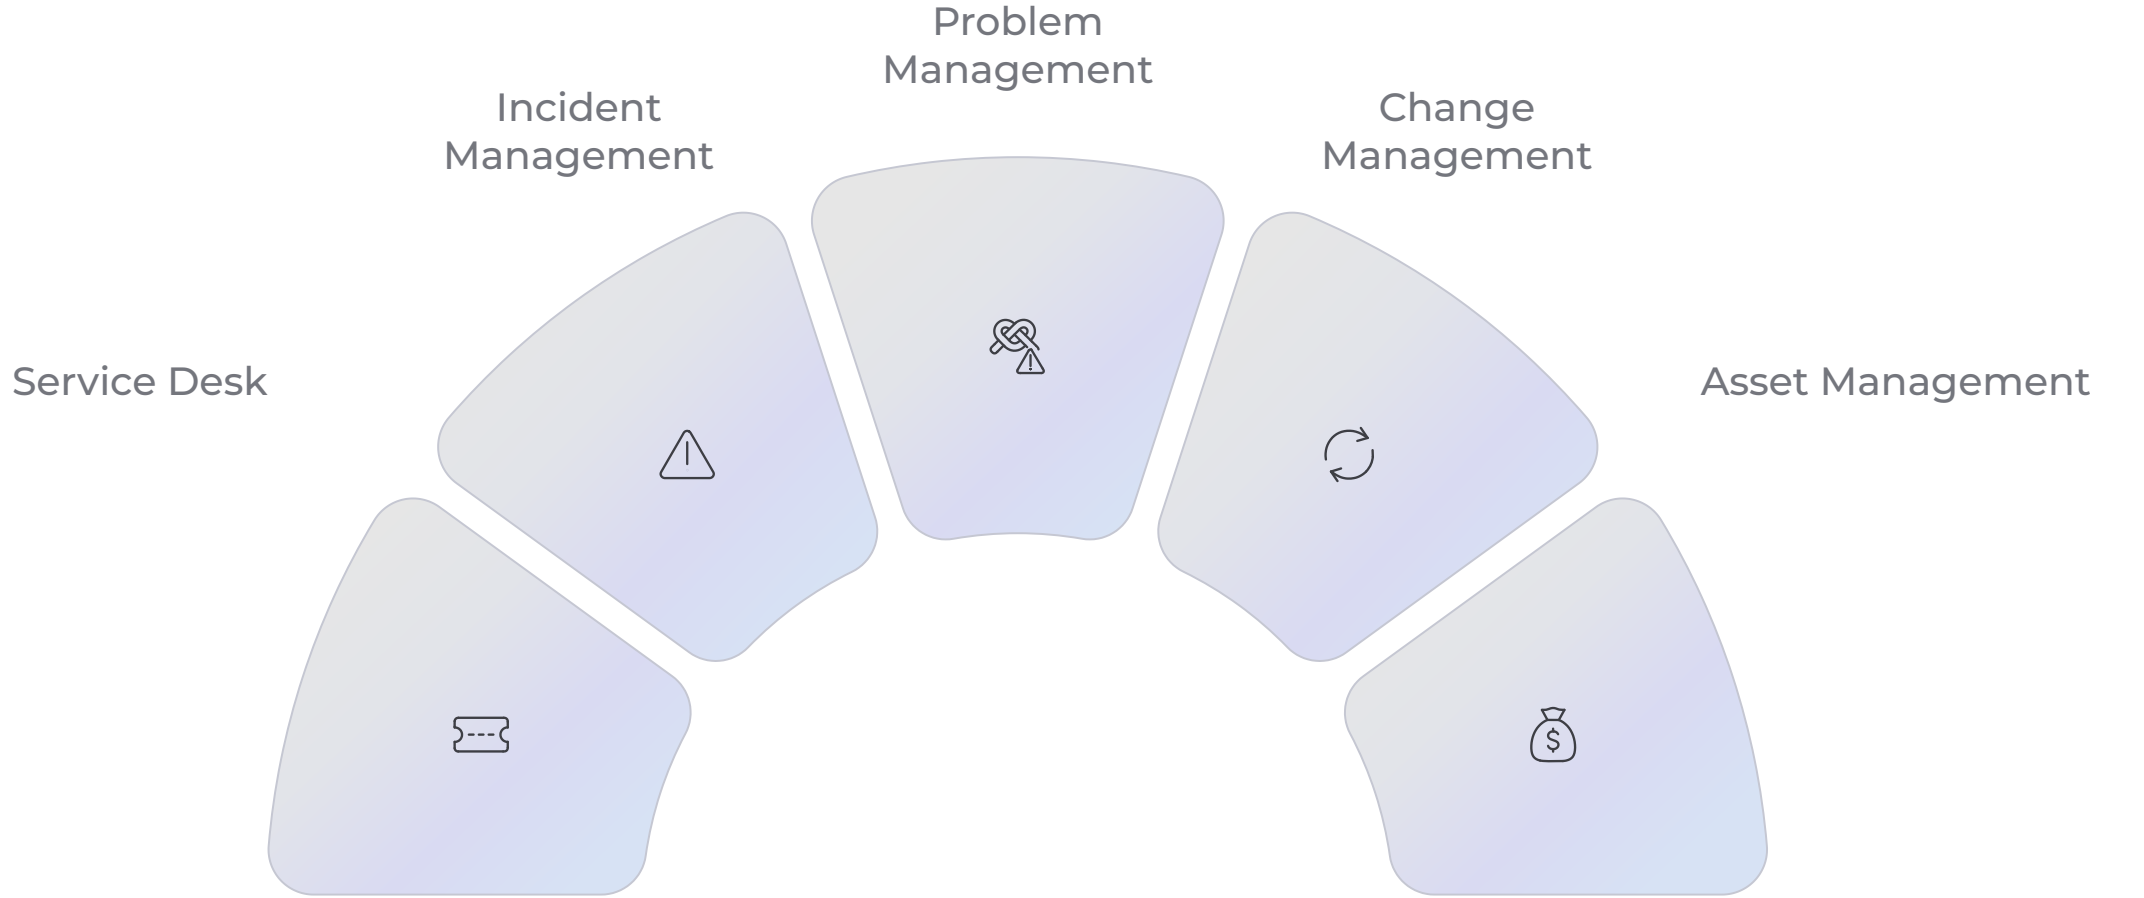 Problem
Management
Incident
Management
Change
Management
Service Desk
Asset Management
$